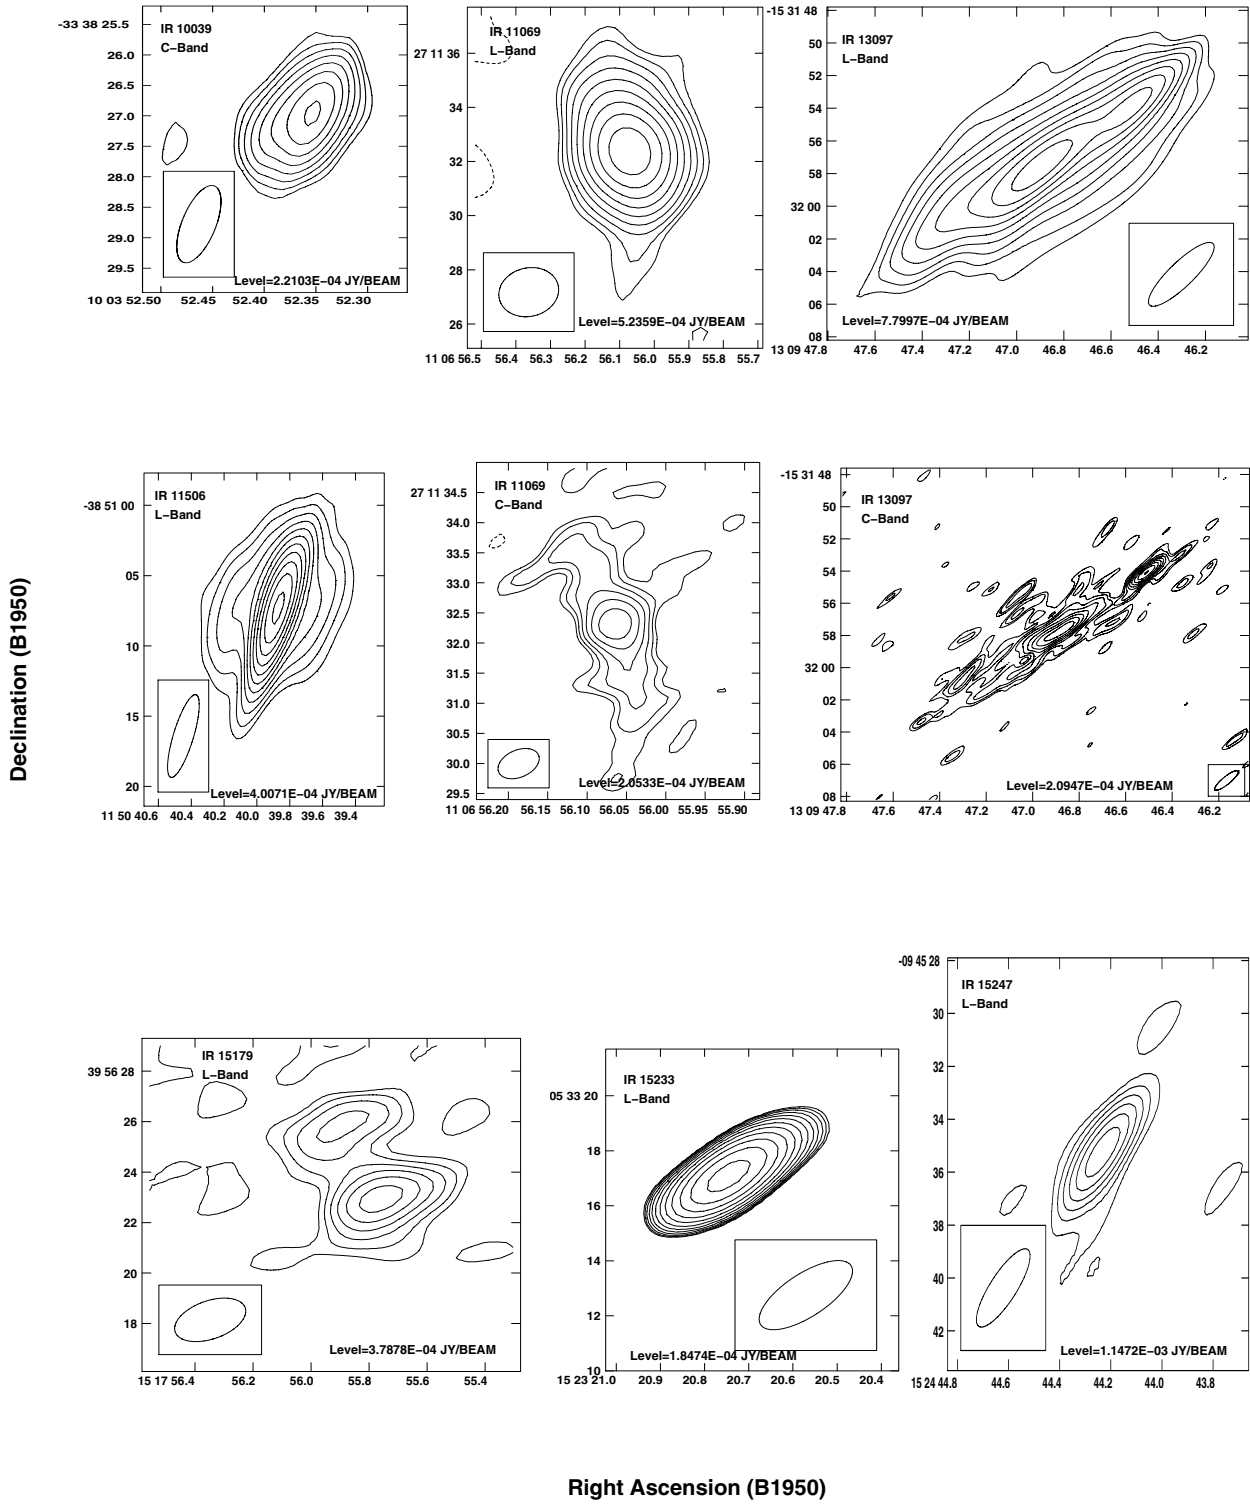 IR 10039
C-Band
-33 38 25.5
26.0
26.5
27.0
27.5
28.0
28.5
29.0
29.5
Level=2.2103E-04 JY/BEAM
10 03 52.50 52.45 52.40 52.35 52.30
IR 11069
L-Band
27 11 36
34
32
30
28
26
Level=5.2359E-04 JY/BEAM
11 06 56.5 56.4 56.3 56.2 56.1 56.0 55.9 55.8 55.7
-15 31 48
IR 13097
L-Band
50
52
54
56
58
32 00
02
04
06
08
Level=7.7997E-04 JY/BEAM
13 09 47.8 47.6 47.4 47.2 47.0 46.8 46.6 46.4 46.2
IR 11506
L-Band
-38 51 00
05
10
15
20
Level=4.0071E-04 JY/BEAM
11 50 40.6 40.4 40.2 40.0 39.8 39.6 39.4
IR 11069
C-Band
27 11 34.5
34.0
33.5
33.0
32.5
32.0
31.5
31.0
30.5
30.0
29.5
Level=2.0533E-04 JY/BEAM
11 06 56.20 56.15 56.10 56.05 56.00 55.95 55.90
-15 31 48
IR 13097
C-Band
50
52
54
56
58
32 00
02
04
06
08
Level=2.0947E-04 JY/BEAM
13 09 47.8 47.6 47.4 47.2 47.0 46.8 46.6 46.4 46.2
Declination (B1950)
IR 15179
L-Band
39 56 28
26
24
22
20
18
Level=3.7878E-04 JY/BEAM
15 17 56.4 56.2 56.0 55.8 55.6 55.4
IR 15233
L-Band
05 33 20
18
16
14
12
10
Level=1.8474E-04 JY/BEAM
15 23 21.0 20.9 20.8 20.7 20.6 20.5 20.4
-09 45 28
IR 15247
L-Band
30
32
34
36
38
40
42
Level=1.1472E-03 JY/BEAM
15 24 44.8 44.6 44.4 44.2 44.0 43.8
Right Ascension (B1950)